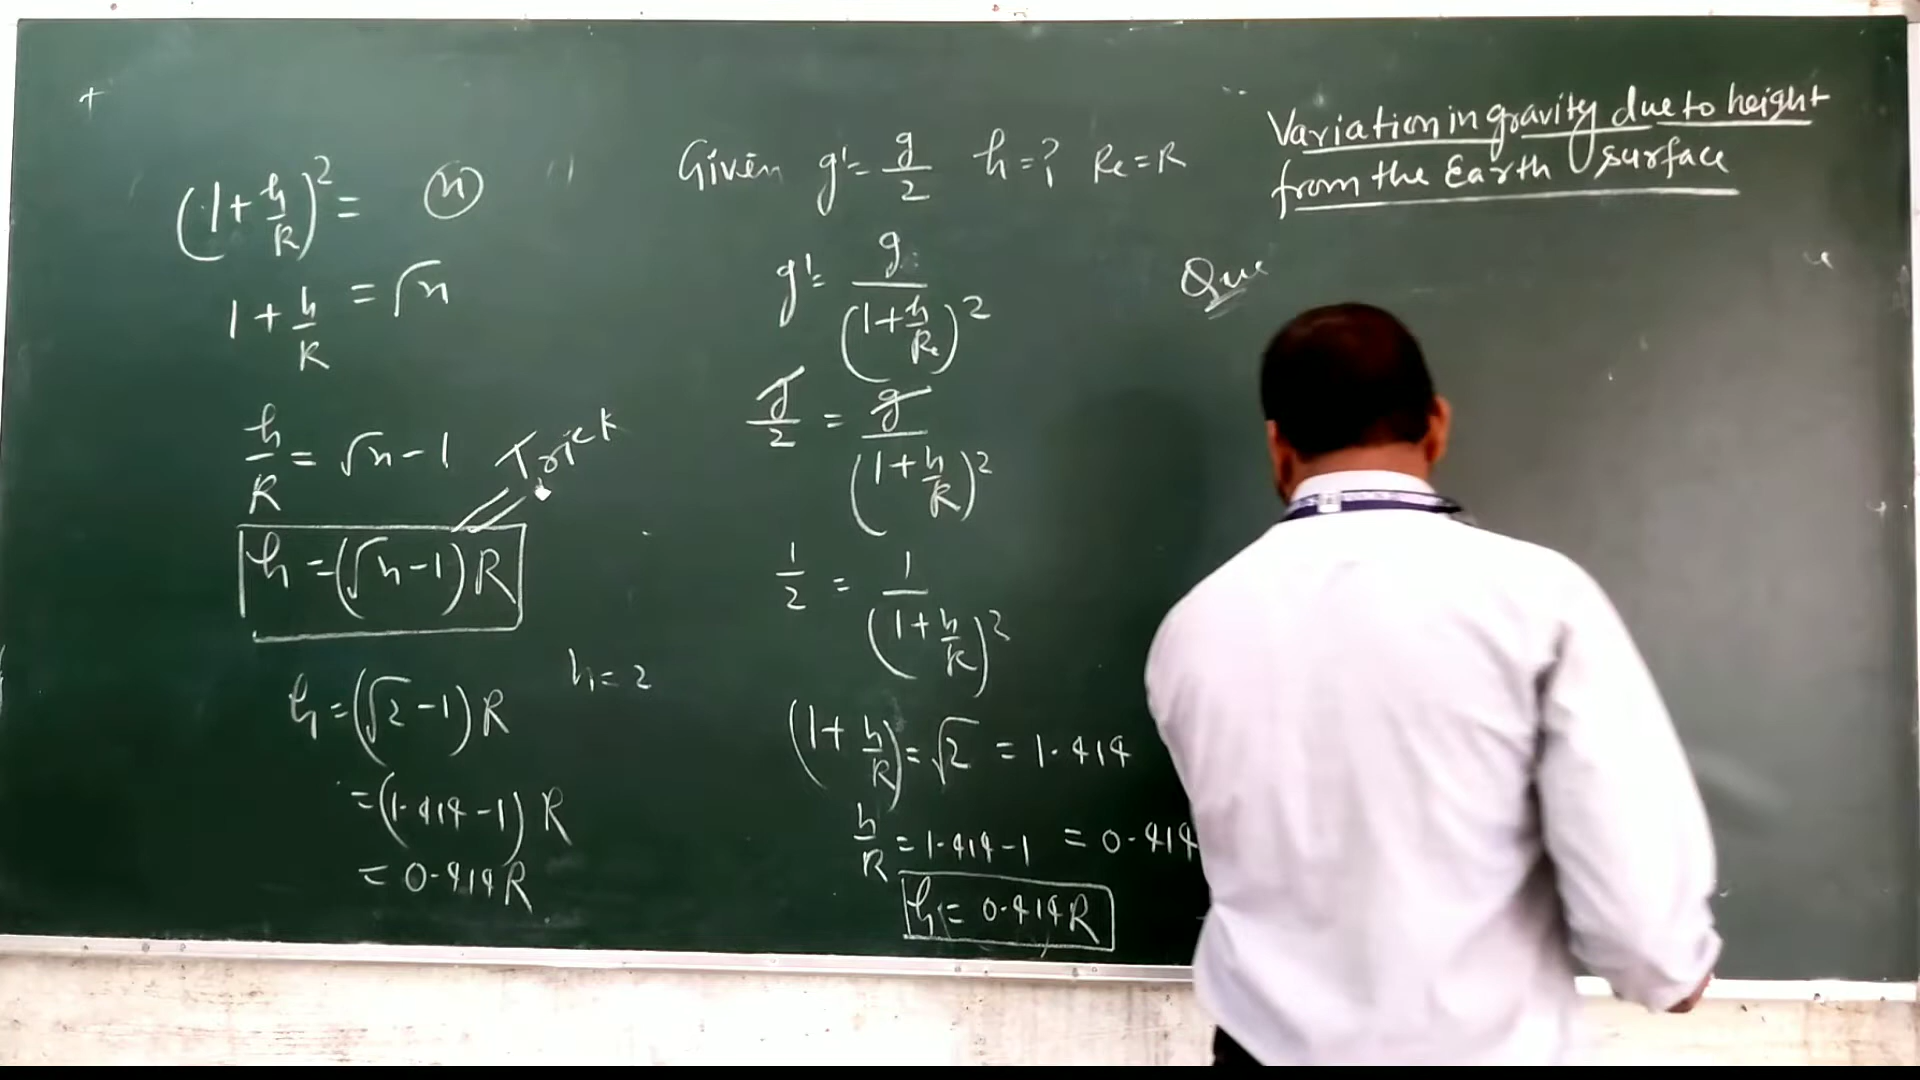 (1+h/R)² = n
1+h/R = √n
h/R = √n-1
Trick
h=(√n-1)R
h=(√2-1)R n=2
=(1.414-1)R
= 0.414R
Given g'=g/2 h=? Re=R
g'=g/(1+h/Re)²
g/2 = g/(1+h/R)²
1/2 = 1/(1+h/R)²
(1+h/R)=√2 = 1.414
h/R = 1.414-1 = 0.414
h= 0.414R
Variation in gravity due to height
from the Earth surface
Que